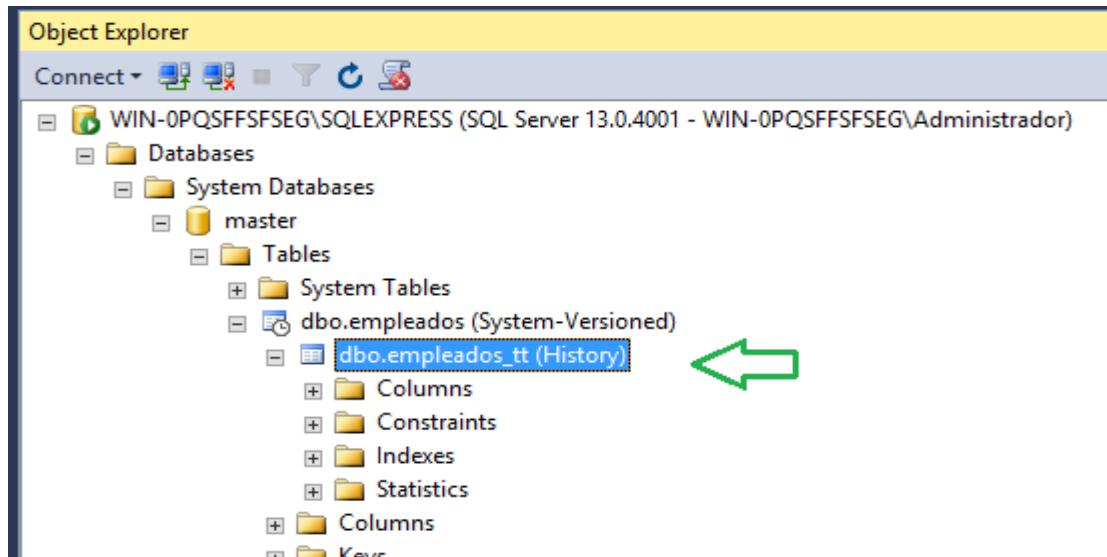 Object Explorer
Connect
WIN-0PQSFFSFSEG\SQLEXPRESS (SQL Server 13.0.4001 - WIN-0PQSFFSFSEG\Administrador)
Databases
System Databases
master
Tables
System Tables
dbo.empleados (System-Versioned)
dbo.empleados_tt (History)
Columns
Constraints
Indexes
Statistics
Columns
Keys